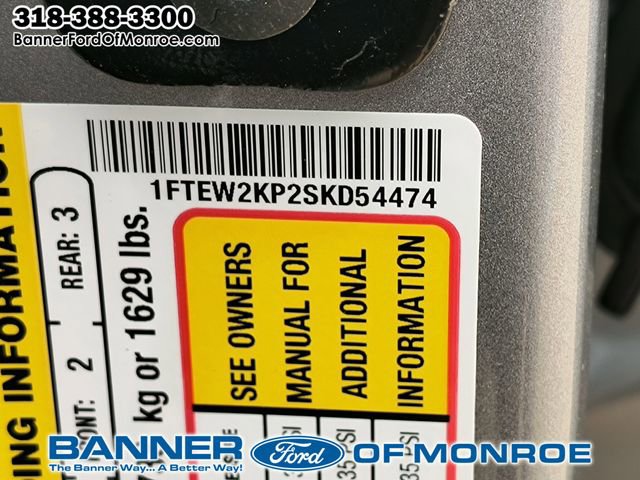 318-388-3300
BannerFordOfMonroe.com
1FTEW2KP2SKD54474
REAR: 3
2
kg or 1629 lbs.
SEE OWNERS
MANUAL FOR
ADDITIONAL
INFORMATION
BANNER Ford OF MONROE
The Banner Way... A Better Way!